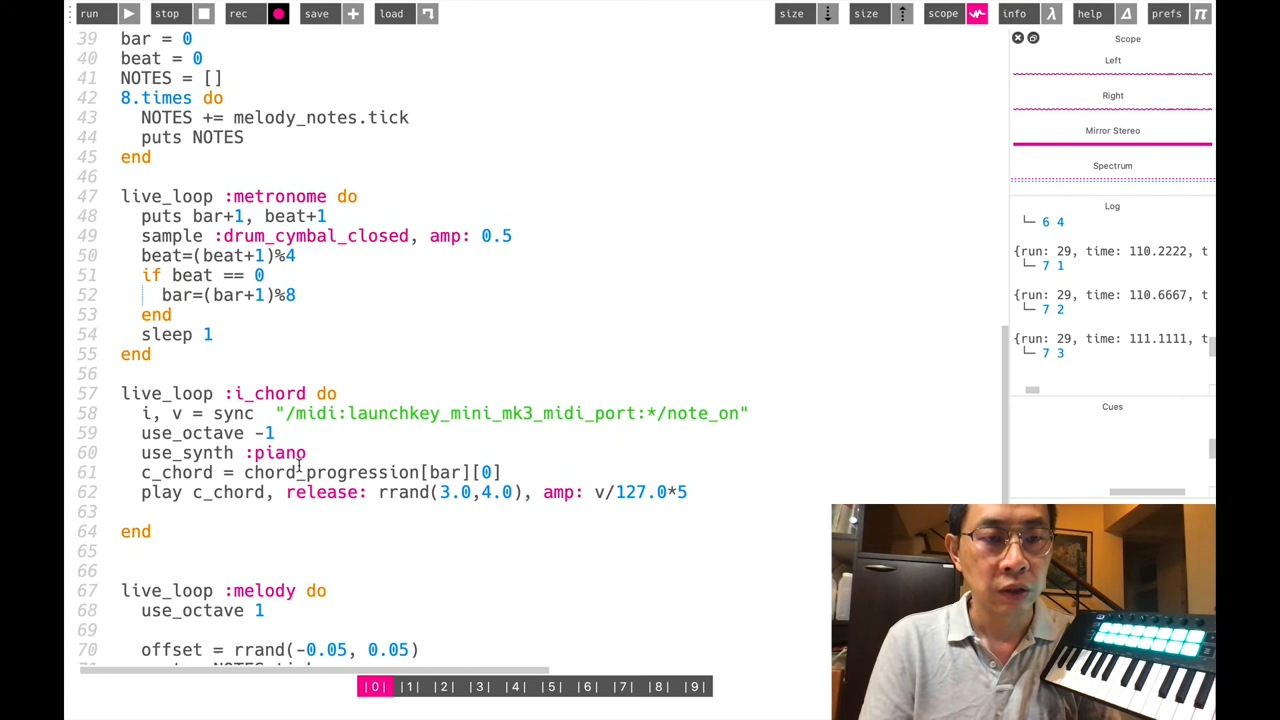 run stop rec save load size size scope info help prefs
39 bar = 0
40 beat = 0
41 NOTES = []
42 8.times do
43 NOTES += melody_notes.tick
44 puts NOTES
45 end
46
47 live_loop :metronome do
48 puts bar+1, beat+1
49 sample :drum_cymbal_closed, amp: 0.5
50 beat=(beat+1)%4
51 if beat == 0
52 bar=(bar+1)%8
53 end
54 sleep 1
55 end
56
57 live_loop :i_chord do
58 i, v = sync "/midi:launchkey_mini_mk3_midi_port:*/note_on"
59 use_octave -1
60 use_synth :piano
61 c_chord = chord_progression[bar][0]
62 play c_chord, release: rrand(3.0,4.0), amp: v/127.0*5
63
64 end
65
66
67 live_loop :melody do
68 use_octave 1
69
70 offset = rrand(-0.05, 0.05)
|0| |1| |2| |3| |4| |5| |6| |7| |8| |9|
Scope
Left
Right
Mirror Stereo
Spectrum
Log
6 4
{run: 29, time: 110.2222, t
7 1
{run: 29, time: 110.6667, t
7 2
{run: 29, time: 111.1111, t
7 3
Cues